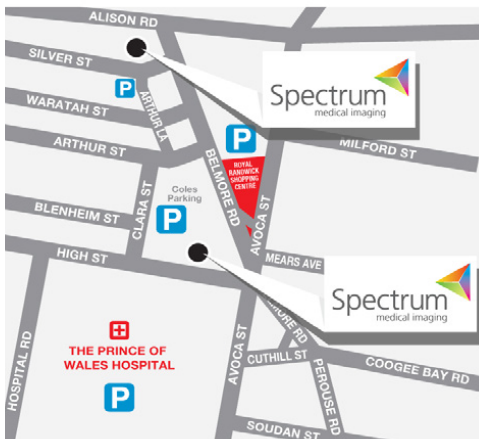 ALISON RD
SILVER ST
P
WARATAH ST
ARTHUR LA
ARTHUR ST
Spectrum
medical imaging
P
MILFORD ST
ROYAL
RANDWICK
SHOPPING
CENTRE
BELMORE RD
Coles
Parking
P
CLARA ST
BLENHEIM ST
AVOCA ST
HIGH ST
MEARS AVE
Spectrum
medical imaging
HOSPITAL RD
THE PRINCE OF
WALES HOSPITAL
P
AVOCA ST
MORE RD
CUTHILL ST
PEROUSE RD
COOGEE BAY RD
SOUDAN ST